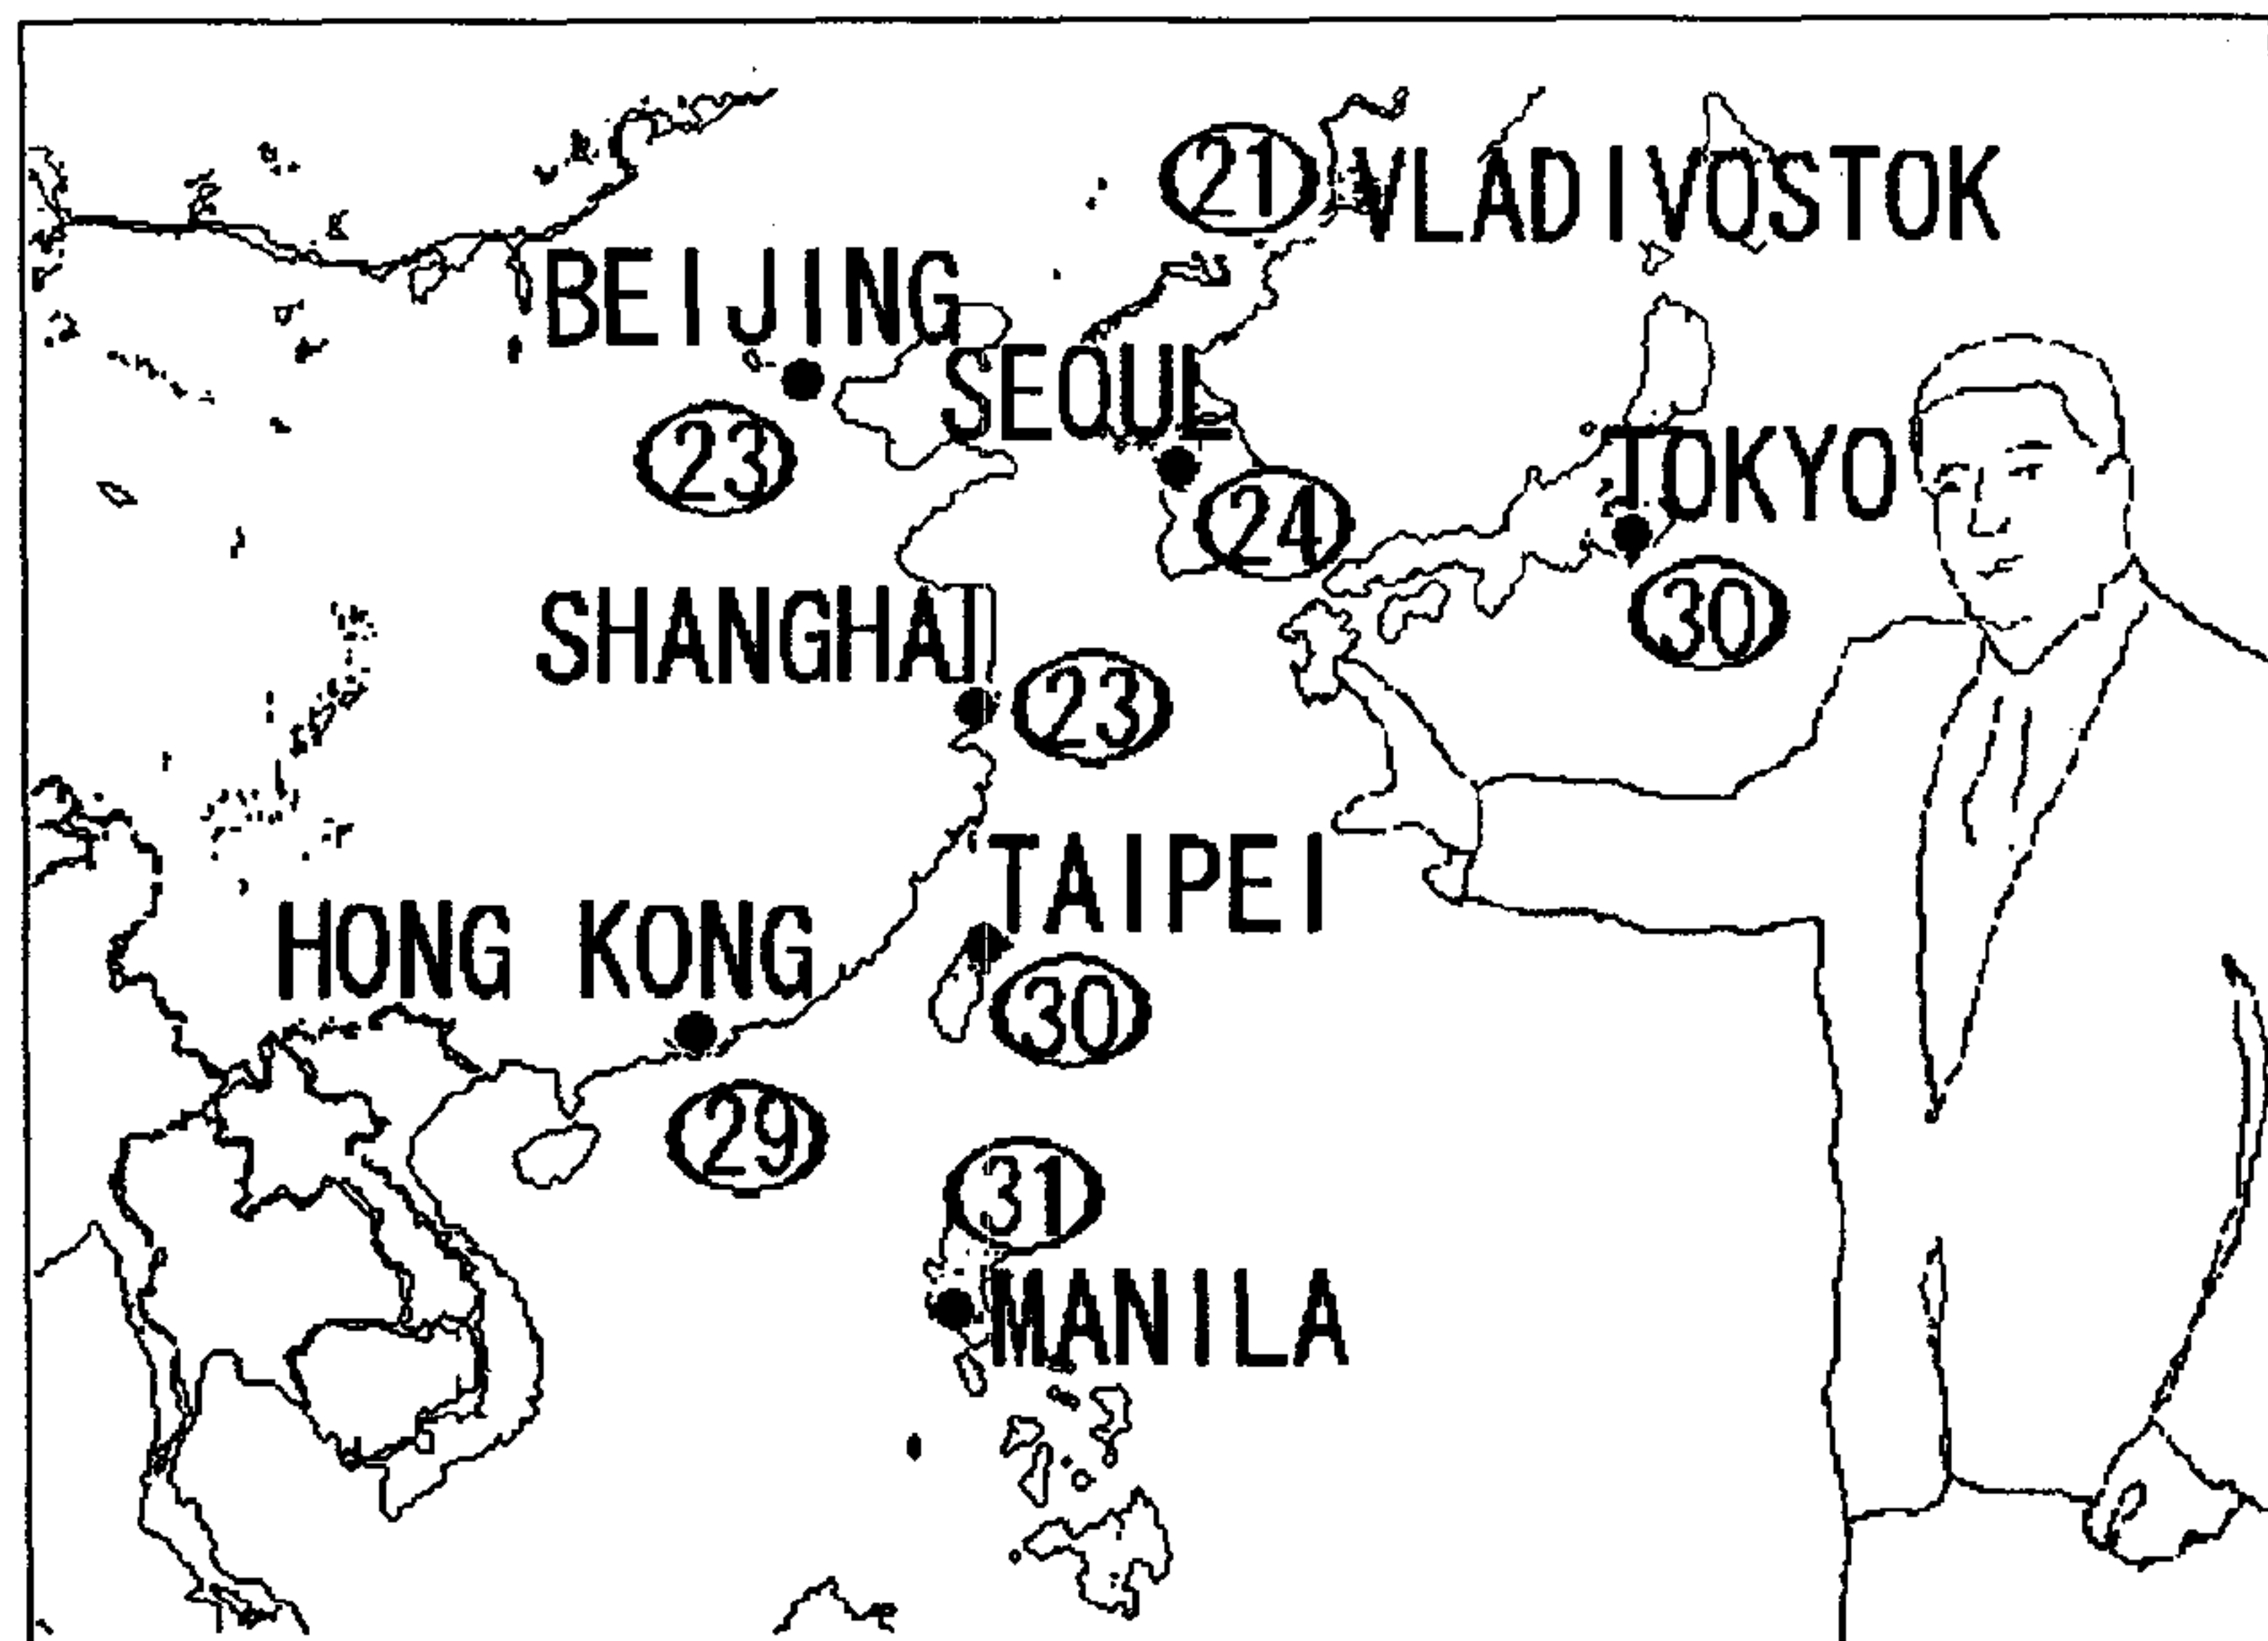 21 VLADIVOSTOK
BEIJING
23
SEOUL
24
TOKYO
30
SHANGHAI
23
TAIPEI
30
HONG KONG
29
31
MANILA